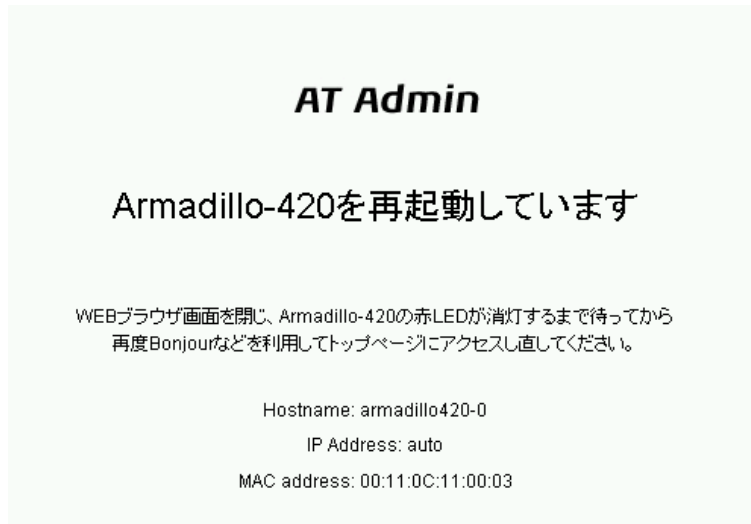 AT Admin
Armadillo-420を再起動しています
WEBブラウザ画面を閉じ、Armadillo-420の赤LEDが消灯するまで待ってから
再度Bonjourなどを利用してトップページにアクセスし直してください。
Hostname: armadillo420-0
IP Address: auto
MAC address: 00:11:0C:11:00:03